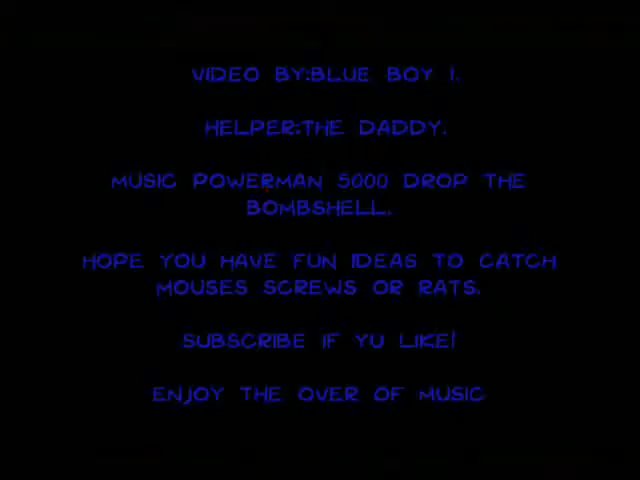 VIDEO BY:BLUE BOY 1.
HELPER:THE DADDY.
MUSIC POWERMAN 5000 DROP THE
BOMBSHELL.
HOPE YOU HAVE FUN IDEAS TO CATCH
MOUSES SCREWS OR RATS.
SUBSCRIBE IF YU LIKE!
ENJOY THE OVER OF MUSIC